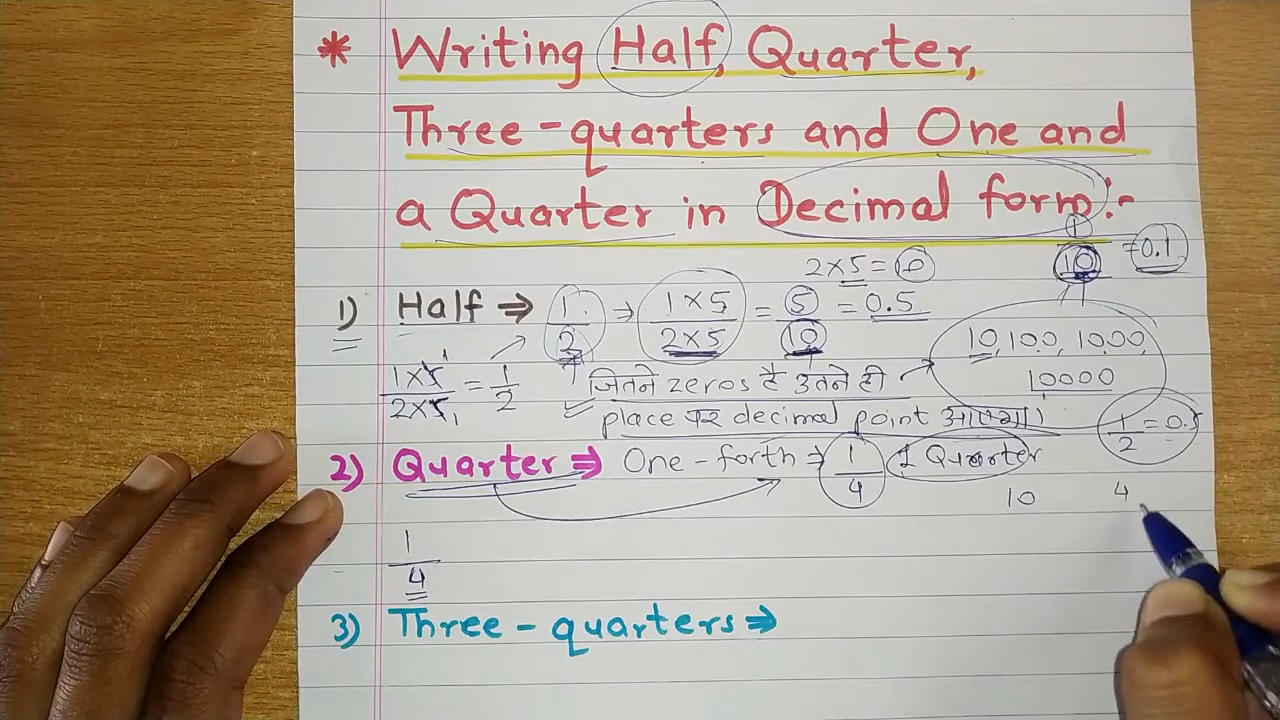 * Writing Half, Quarter,
Three-quarters and One and
a Quarter in Decimal form:-
1/10 = 0.1
2×5=10
1) Half ⇒ 1/2 ⇒ 1×5/2×5 = 5/10 = 0.5
10, 100, 1000,
10000
1×5/2×5 = 1/2
जितने zeros है उतने ही
place पर decimal point आएगा।
1/2 = 0.5
2) Quarter ⇒ One-forth ⇒ 1/4 1 Quarter
10 4
1/4
3) Three-quarters ⇒